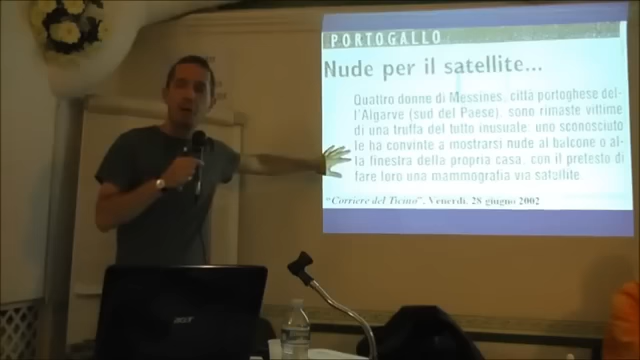 PORTOGALLO
Nude per il satellite...
Quattro donne di Messines, città portoghese del-
l'Algarve (sud del Paese), sono rimaste vittime
di una truffa del tutto inusuale: uno sconosciuto
le ha convinte a mostrarsi nude al balcone o al-
la finestra della propria casa, con il pretesto di
fare loro una mammografia via satellite.
"Corriere del Ticino", Venerdì, 28 giugno 2002
acer